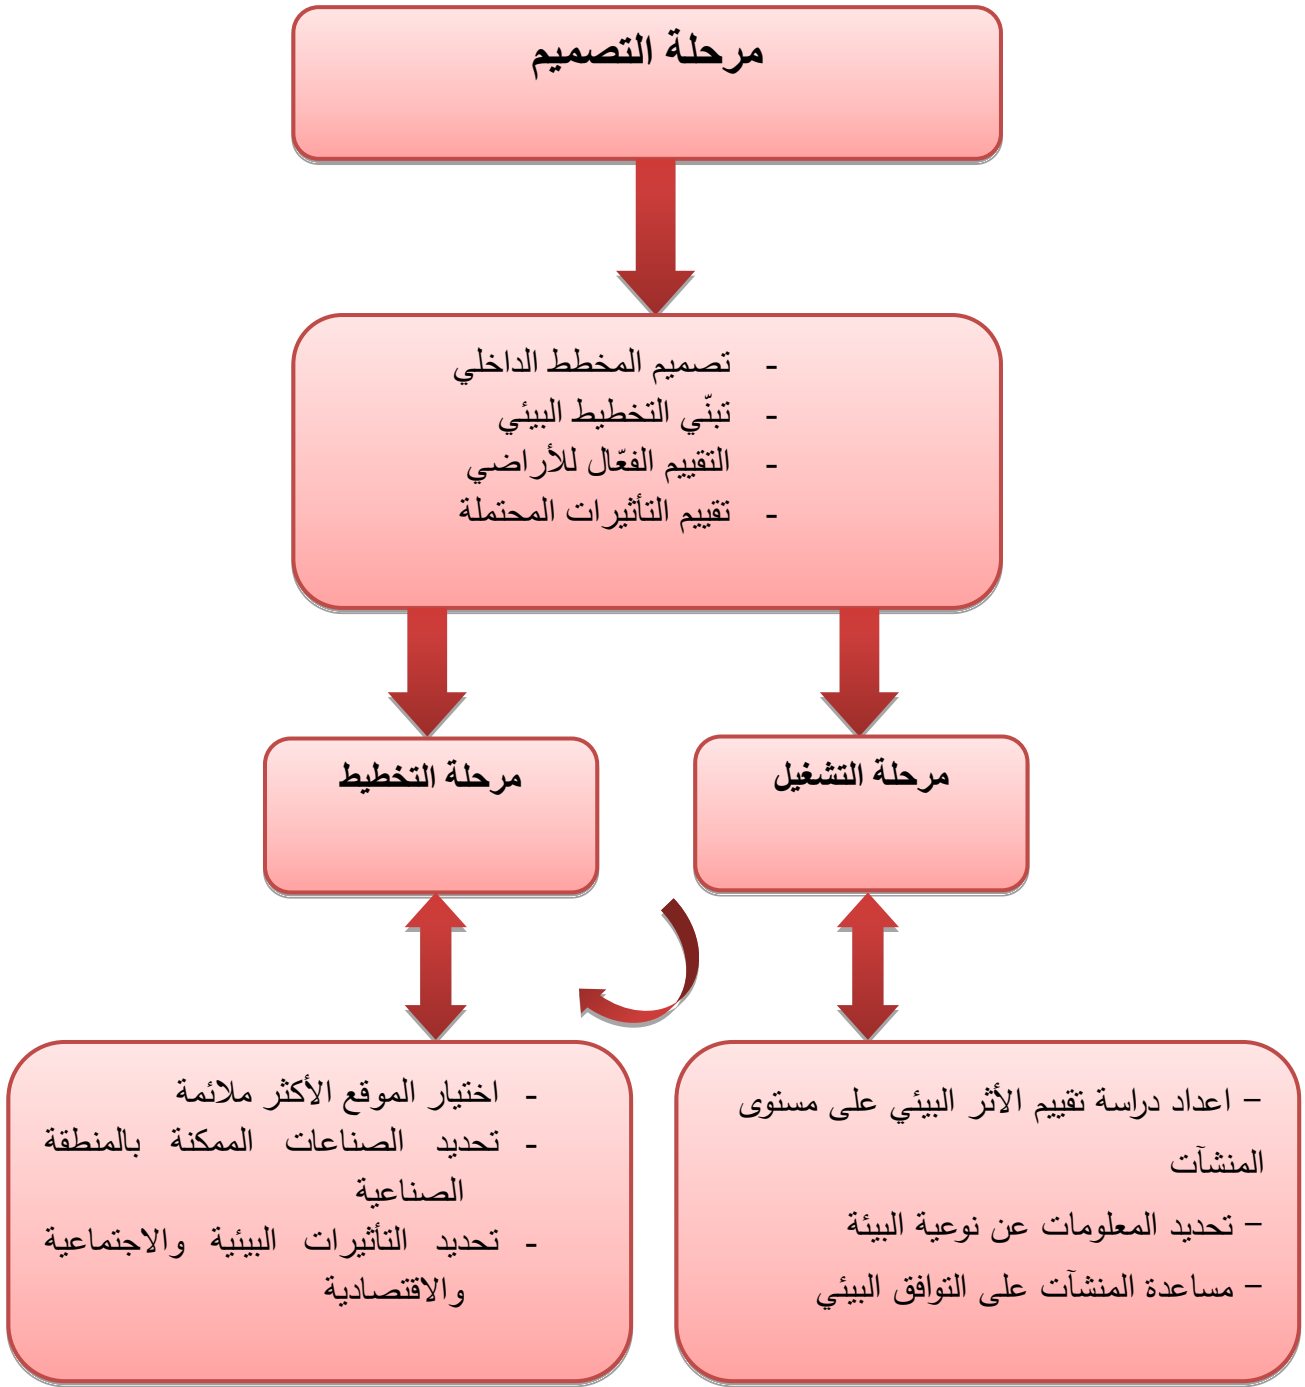 مرحلة التصميم
- تصميم المخطط الداخلي
- تبنّي التخطيط البيئي
- التقييم الفعّال للأراضي
- تقييم التأثيرات المحتملة
مرحلة التشغيل
مرحلة التخطيط
– اعداد دراسة تقييم الأثر البيئي على مستوى
المنشآت
– تحديد المعلومات عن نوعية البيئة
– مساعدة المنشآت على التوافق البيئي
- اختيار الموقع الأكثر ملائمة
- تحديد الصناعات الممكنة بالمنطقة
الصناعية
- تحديد التأثيرات البيئية والاجتماعية
والاقتصادية